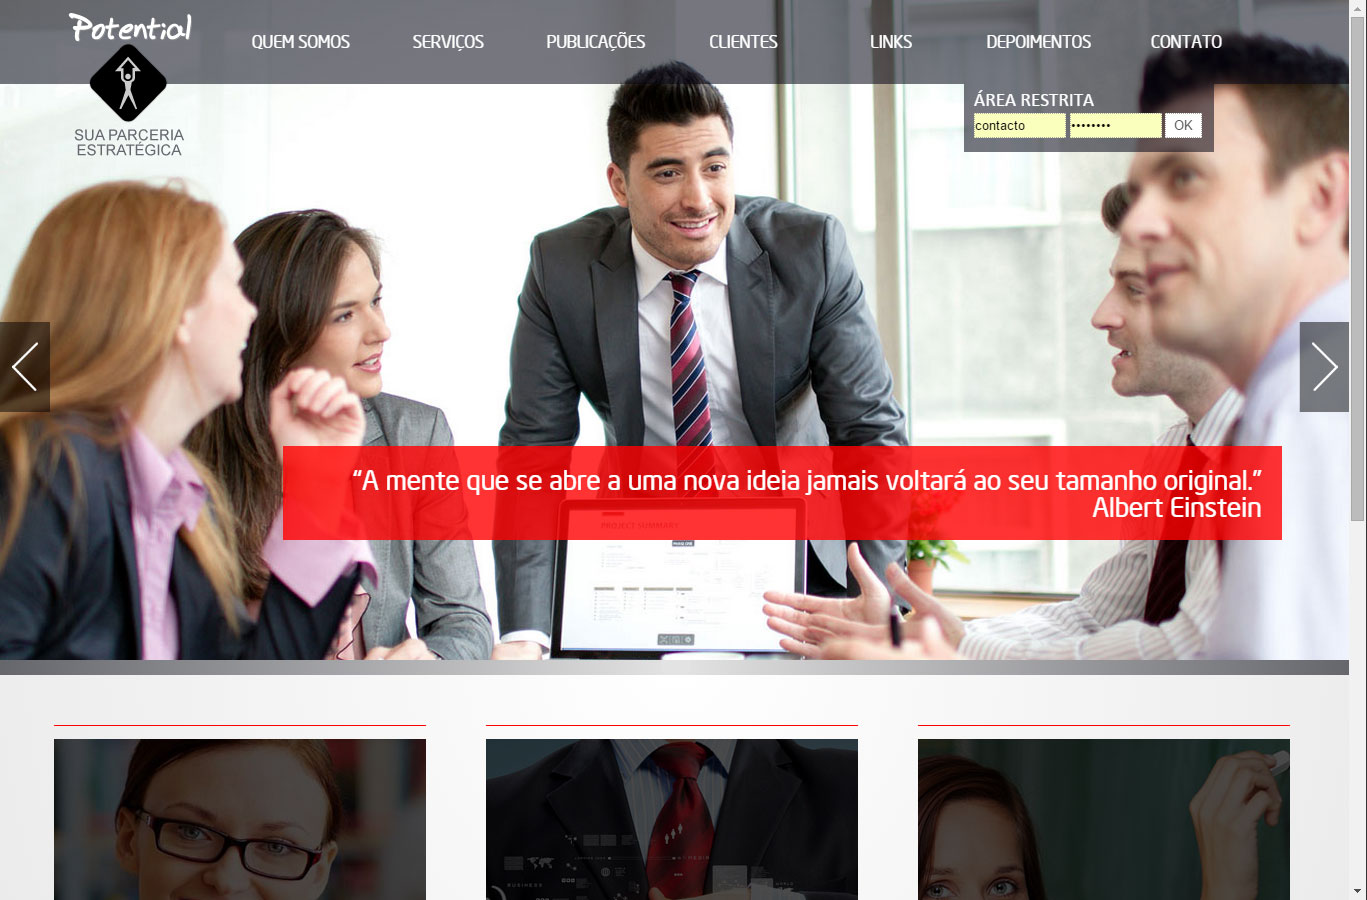 Potential
SUA PARCERIA
ESTRATÉGICA
QUEM SOMOS
SERVIÇOS
PUBLICAÇÕES
CLIENTES
LINKS
DEPOIMENTOS
CONTATO
ÁREA RESTRITA
contacto
•••••••• OK
“A mente que se abre a uma nova ideia jamais voltará ao seu tamanho original.”
Albert Einstein
PROJECT SUMMARY
BUSINESS